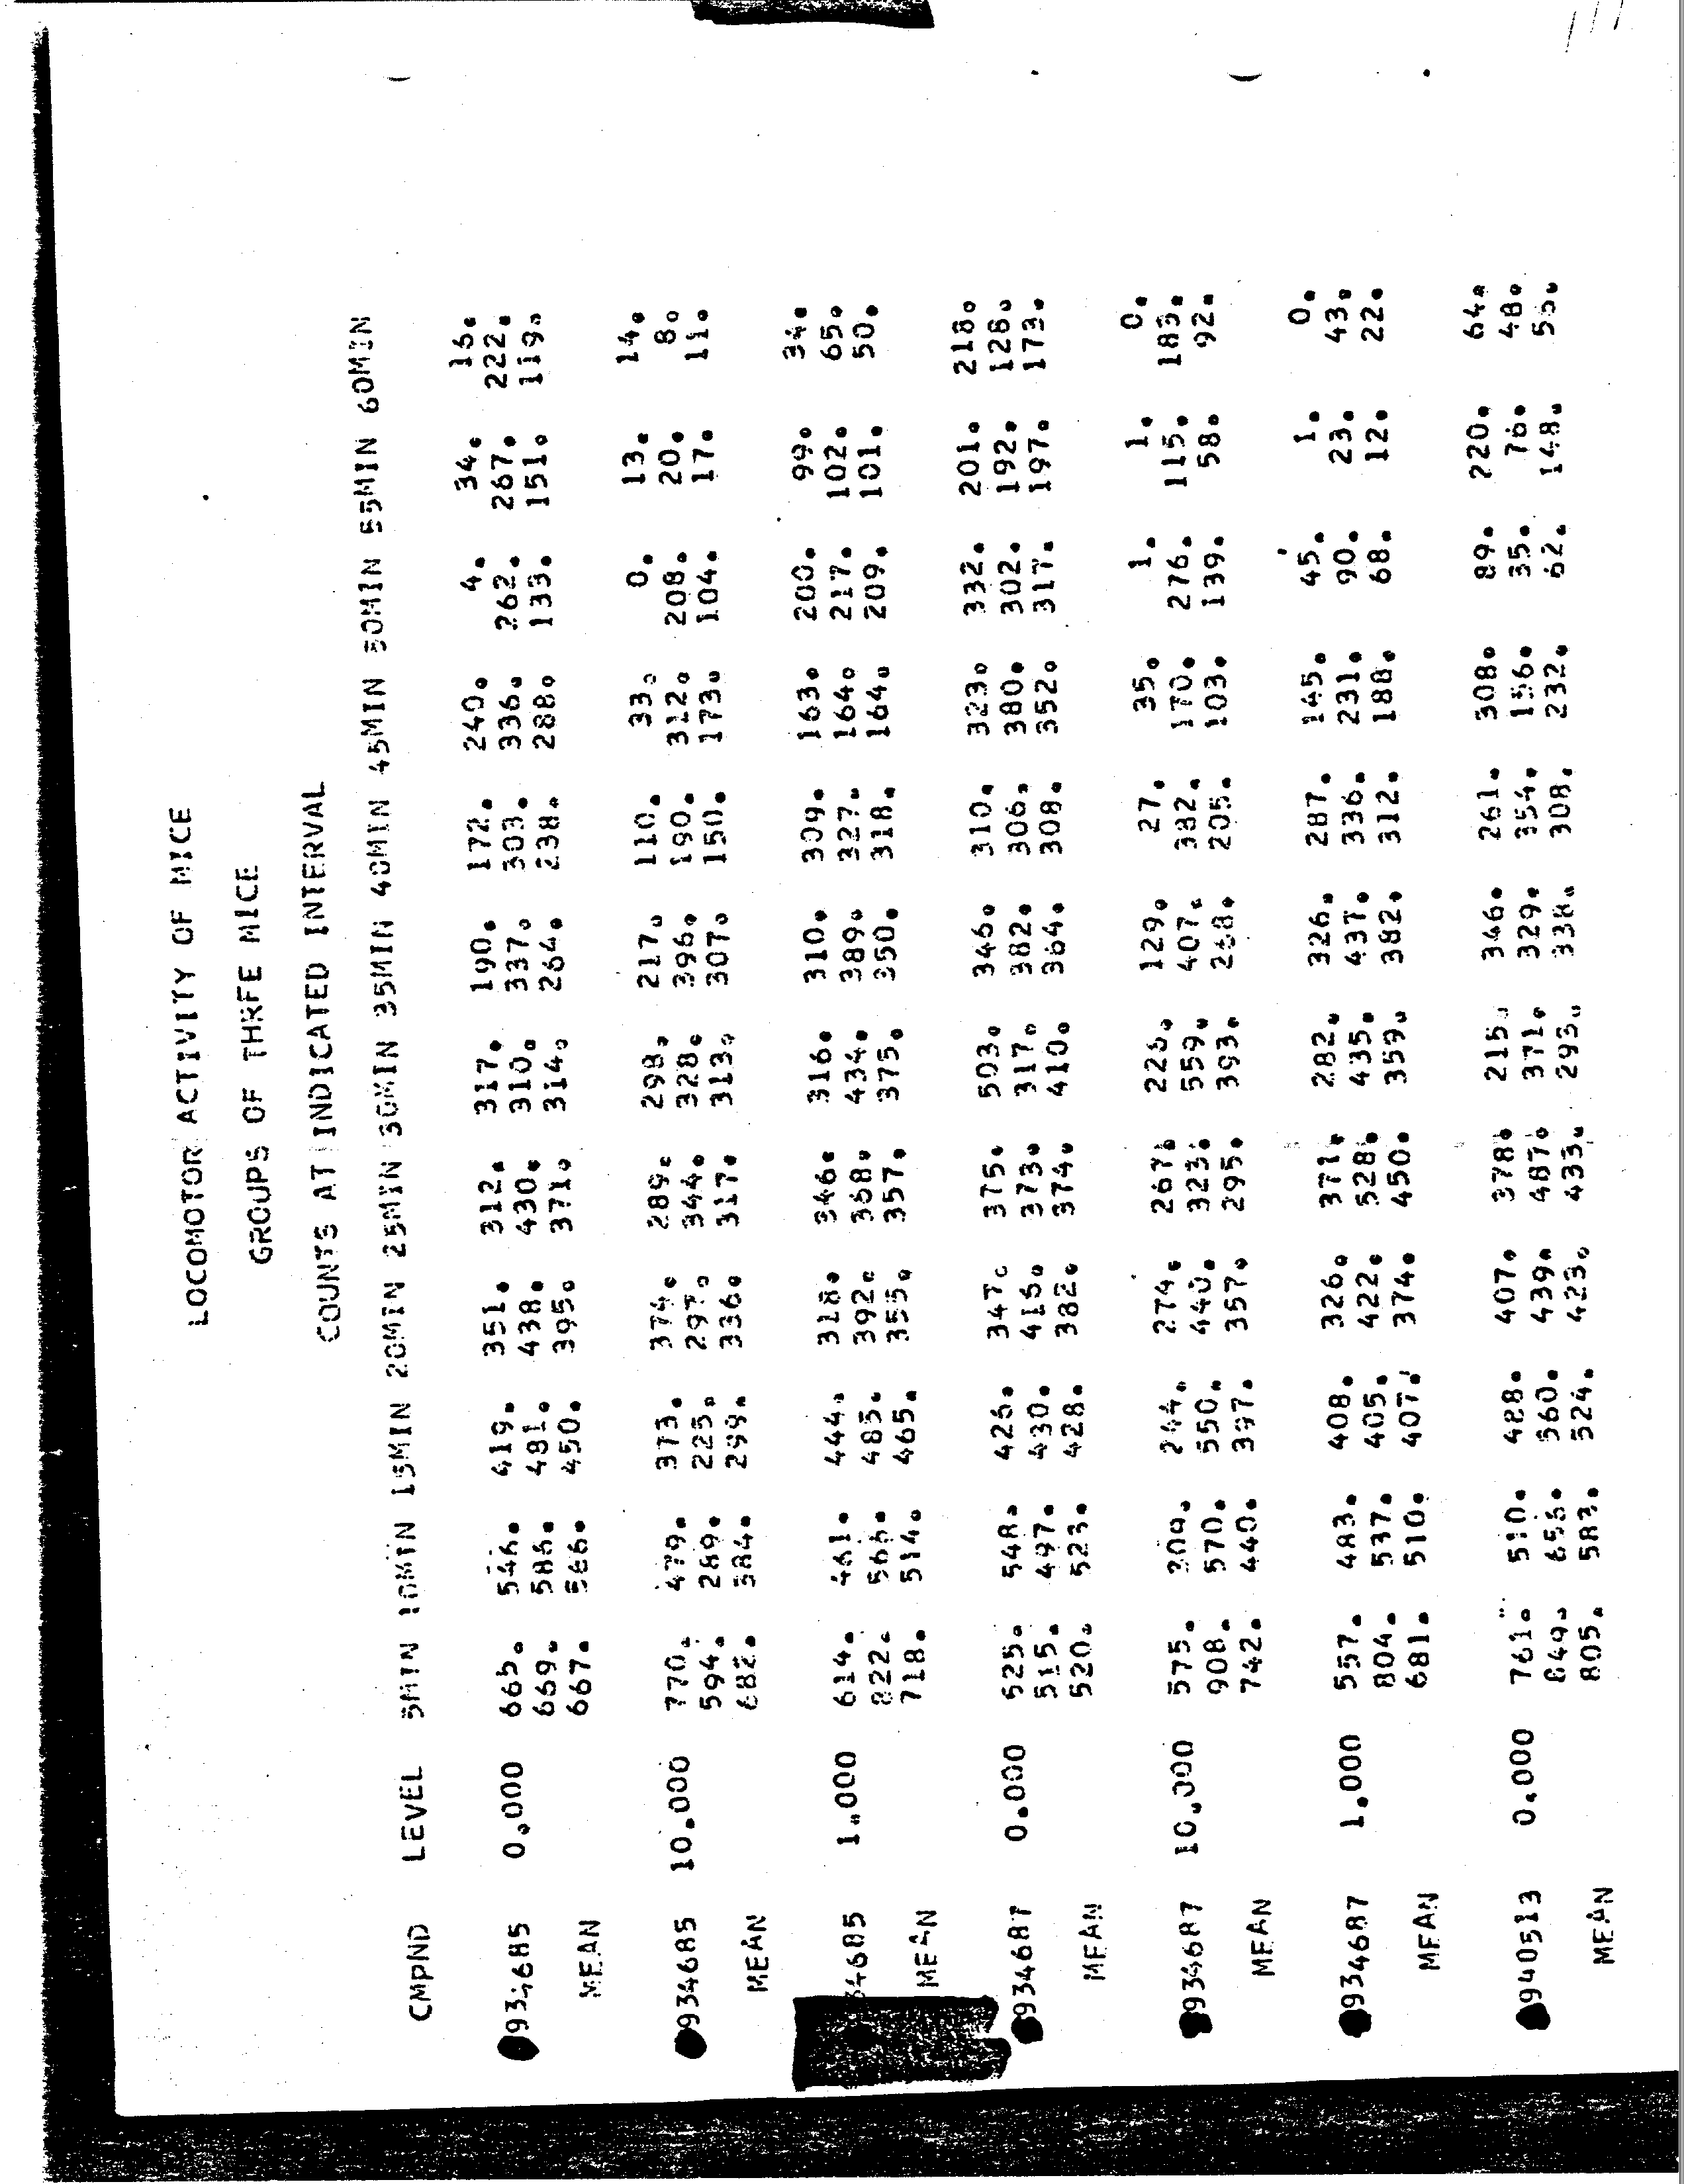 LOCOMOTOR ACTIVITY OF MICE
GROUPS OF THRFE MICE
COUNTS AT INDICATED INTERVAL
CMPND LEVEL 5MIN 10MIN 15MIN 20MIN 25MIN 30MIN 35MIN 40MIN 45MIN 50MIN 55MIN 60MIN
934685 0.000 665. 546. 419. 351. 312. 317. 190. 172. 240. 4. 34. 16.
669. 586. 481. 438. 430. 310. 337. 303. 336. 262. 267. 222.
MEAN 667. 566. 450. 395. 371. 314. 264. 238. 288. 133. 151. 119.
934685 10.000 770. 479. 373. 374. 289. 298. 217. 110. 33. 0. 13. 14.
594. 289. 225. 297. 344. 328. 396. 190. 312. 208. 20. 8.
MEAN 682. 384. 299. 336. 317. 313. 307. 150. 173. 104. 17. 11.
34685 1.000 614. 461. 444. 318. 346. 316. 310. 309. 163. 200. 99. 34.
822. 566. 485. 392. 368. 434. 389. 327. 164. 217. 102. 65.
MEAN 718. 514. 465. 355. 357. 375. 350. 318. 164. 209. 101. 50.
934687 0.000 525. 548. 426. 347. 375. 503. 346. 310. 323. 332. 201. 218.
515. 497. 430. 416. 373. 317. 382. 306. 380. 302. 192. 128.
MEAN 520. 523. 428. 382. 374. 410. 364. 308. 352. 317. 197. 173.
934687 10.000 575. 309. 244. 274. 267. 226. 129. 27. 35. 1. 1. 0.
908. 570. 550. 440. 323. 559. 407. 382. 170. 276. 115. 183.
MEAN 742. 440. 397. 357. 295. 393. 268. 205. 103. 139. 58. 92.
934687 1.000 557. 483. 408. 326. 371. 282. 326. 287. 145. 45. 1. 0.
804. 537. 405. 422. 528. 435. 437. 336. 231. 90. 23. 43.
MEAN 681. 510. 407. 374. 450. 359. 382. 312. 188. 68. 12. 22.
940513 0.000 761. 510. 488. 407. 378. 215. 346. 261. 308. 89. 220. 64.
849. 655. 560. 439. 487. 371. 329. 354. 156. 35. 76. 48.
MEAN 805. 583. 524. 423. 433. 293. 338. 308. 232. 62. 148. 56.